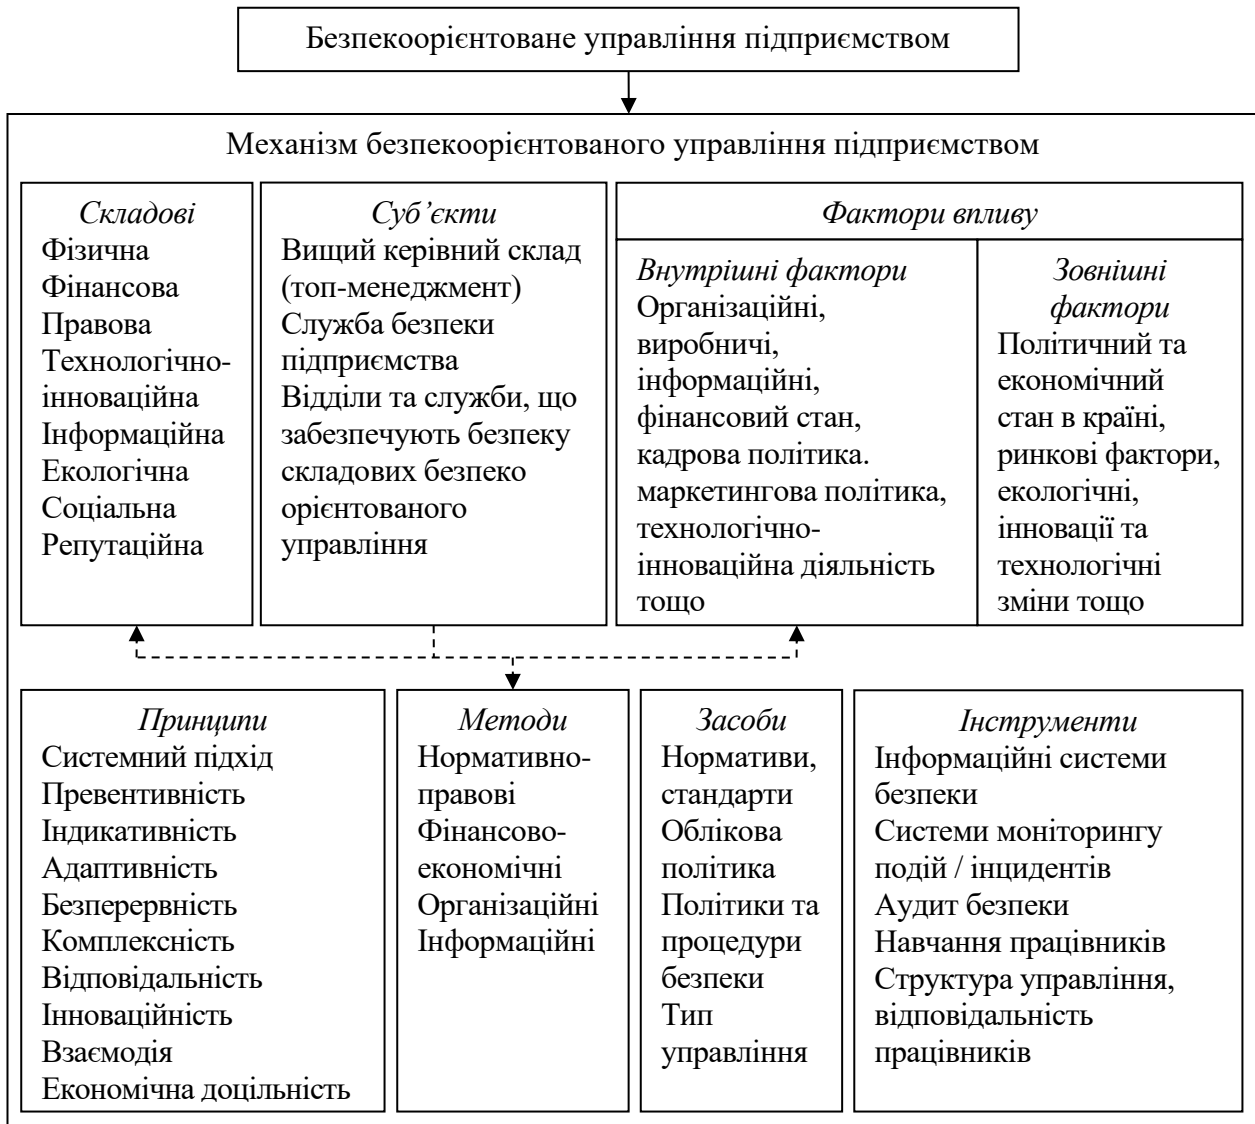 Безпекоорієнтоване управління підприємством
Механізм безпекоорієнтованого управління підприємством
Складові
Фізична
Фінансова
Правова
Технологічно-
інноваційна
Інформаційна
Екологічна
Соціальна
Репутаційна
Суб’єкти
Вищий керівний склад
(топ-менеджмент)
Служба безпеки
підприємства
Відділи та служби, що
забезпечують безпеку
складових безпеко
орієнтованого
управління
Фактори впливу
Внутрішні фактори
Організаційні,
виробничі,
інформаційні,
фінансовий стан,
кадрова політика.
маркетингова політика,
технологічно-
інноваційна діяльність
тощо
Зовнішні
фактори
Політичний та
економічний
стан в країні,
ринкові фактори,
екологічні,
інновації та
технологічні
зміни тощо
Принципи
Системний підхід
Превентивність
Індикативність
Адаптивність
Безперервність
Комплексність
Відповідальність
Інноваційність
Взаємодія
Економічна доцільність
Методи
Нормативно-
правові
Фінансово-
економічні
Організаційні
Інформаційні
Засоби
Нормативи,
стандарти
Облікова
політика
Політики та
процедури
безпеки
Тип
управління
Інструменти
Інформаційні системи
безпеки
Системи моніторингу
подій / інцидентів
Аудит безпеки
Навчання працівників
Структура управління,
відповідальність
працівників